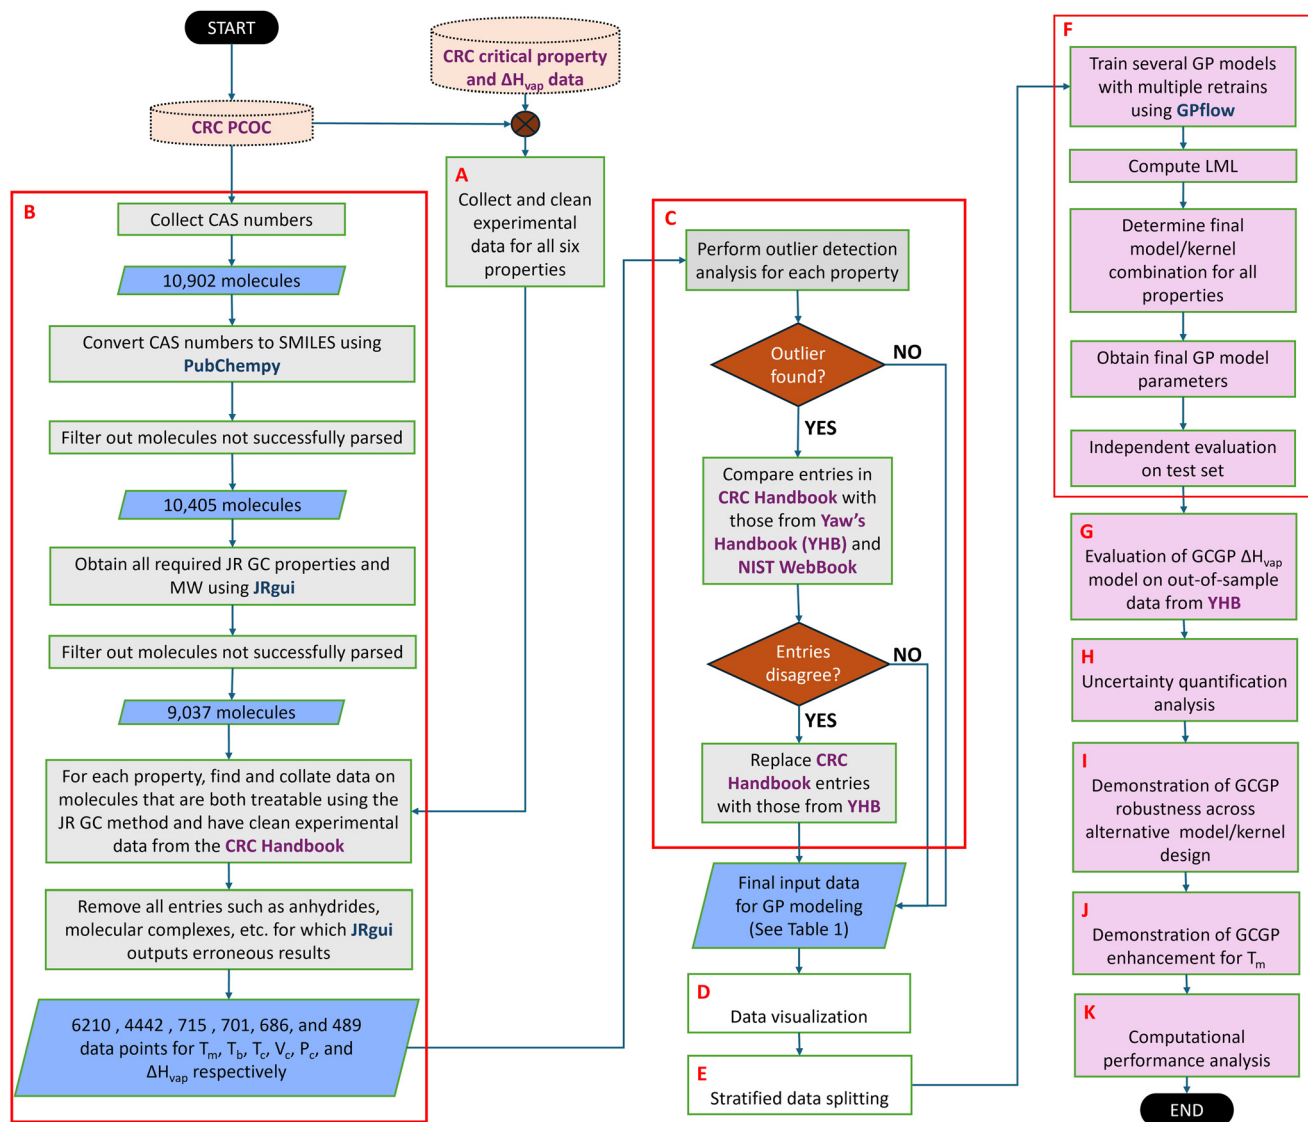 START
CRC critical property
and ΔHvap data
CRC PCOC
A
Collect and clean
experimental
data for all six
properties
B
Collect CAS numbers
10,902 molecules
Convert CAS numbers to SMILES using
PubChempy
Filter out molecules not successfully parsed
10,405 molecules
Obtain all required JR GC properties and
MW using JRgui
Filter out molecules not successfully parsed
9,037 molecules
For each property, find and collate data on
molecules that are both treatable using the
JR GC method and have clean experimental
data from the CRC Handbook
Remove all entries such as anhydrides,
molecular complexes, etc. for which JRgui
outputs erroneous results
6210 , 4442 , 715 , 701, 686, and 489
data points for Tm, Tb, Tc, Vc, Pc, and
ΔHvap respectively
C
Perform outlier detection
analysis for each property
Outlier
found?
NO
YES
Compare entries in
CRC Handbook with
those from Yaw's
Handbook (YHB) and
NIST WebBook
Entries
disagree?
NO
YES
Replace CRC
Handbook entries
with those from YHB
Final input data
for GP modeling
(See Table 1)
D
Data visualization
E
Stratified data splitting
F
Train several GP models
with multiple retrains
using GPflow
Compute LML
Determine final
model/kernel
combination for all
properties
Obtain final GP model
parameters
Independent evaluation
on test set
G
Evaluation of GCGP ΔHvap
model on out-of-sample
data from YHB
H
Uncertainty quantification
analysis
I
Demonstration of GCGP
robustness across
alternative model/kernel
design
J
Demonstration of GCGP
enhancement for Tm
K
Computational
performance analysis
END